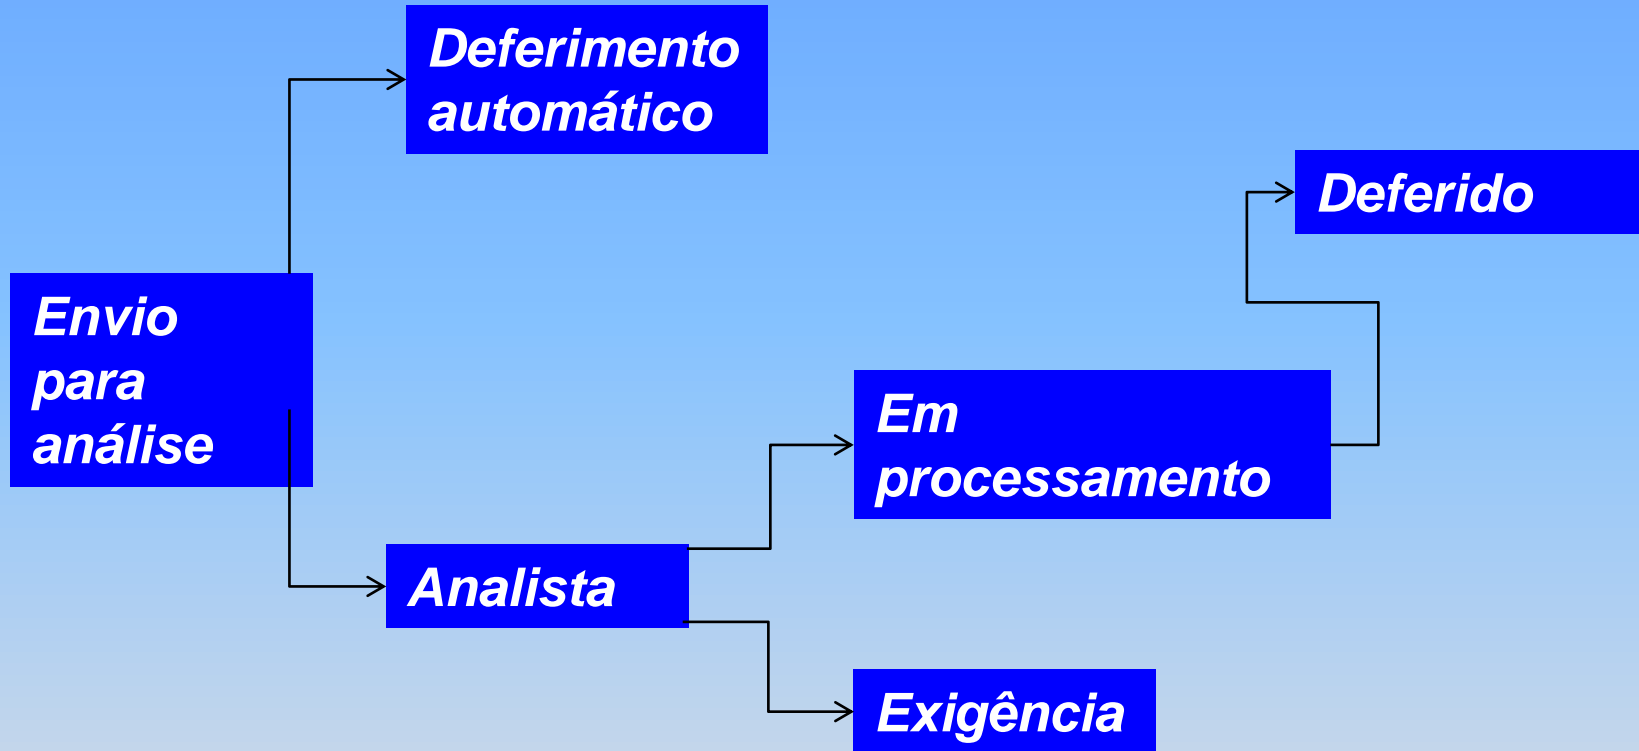 Deferimento
automático
Deferido
Envio
para
análise
Em
processamento
Analista
Exigência